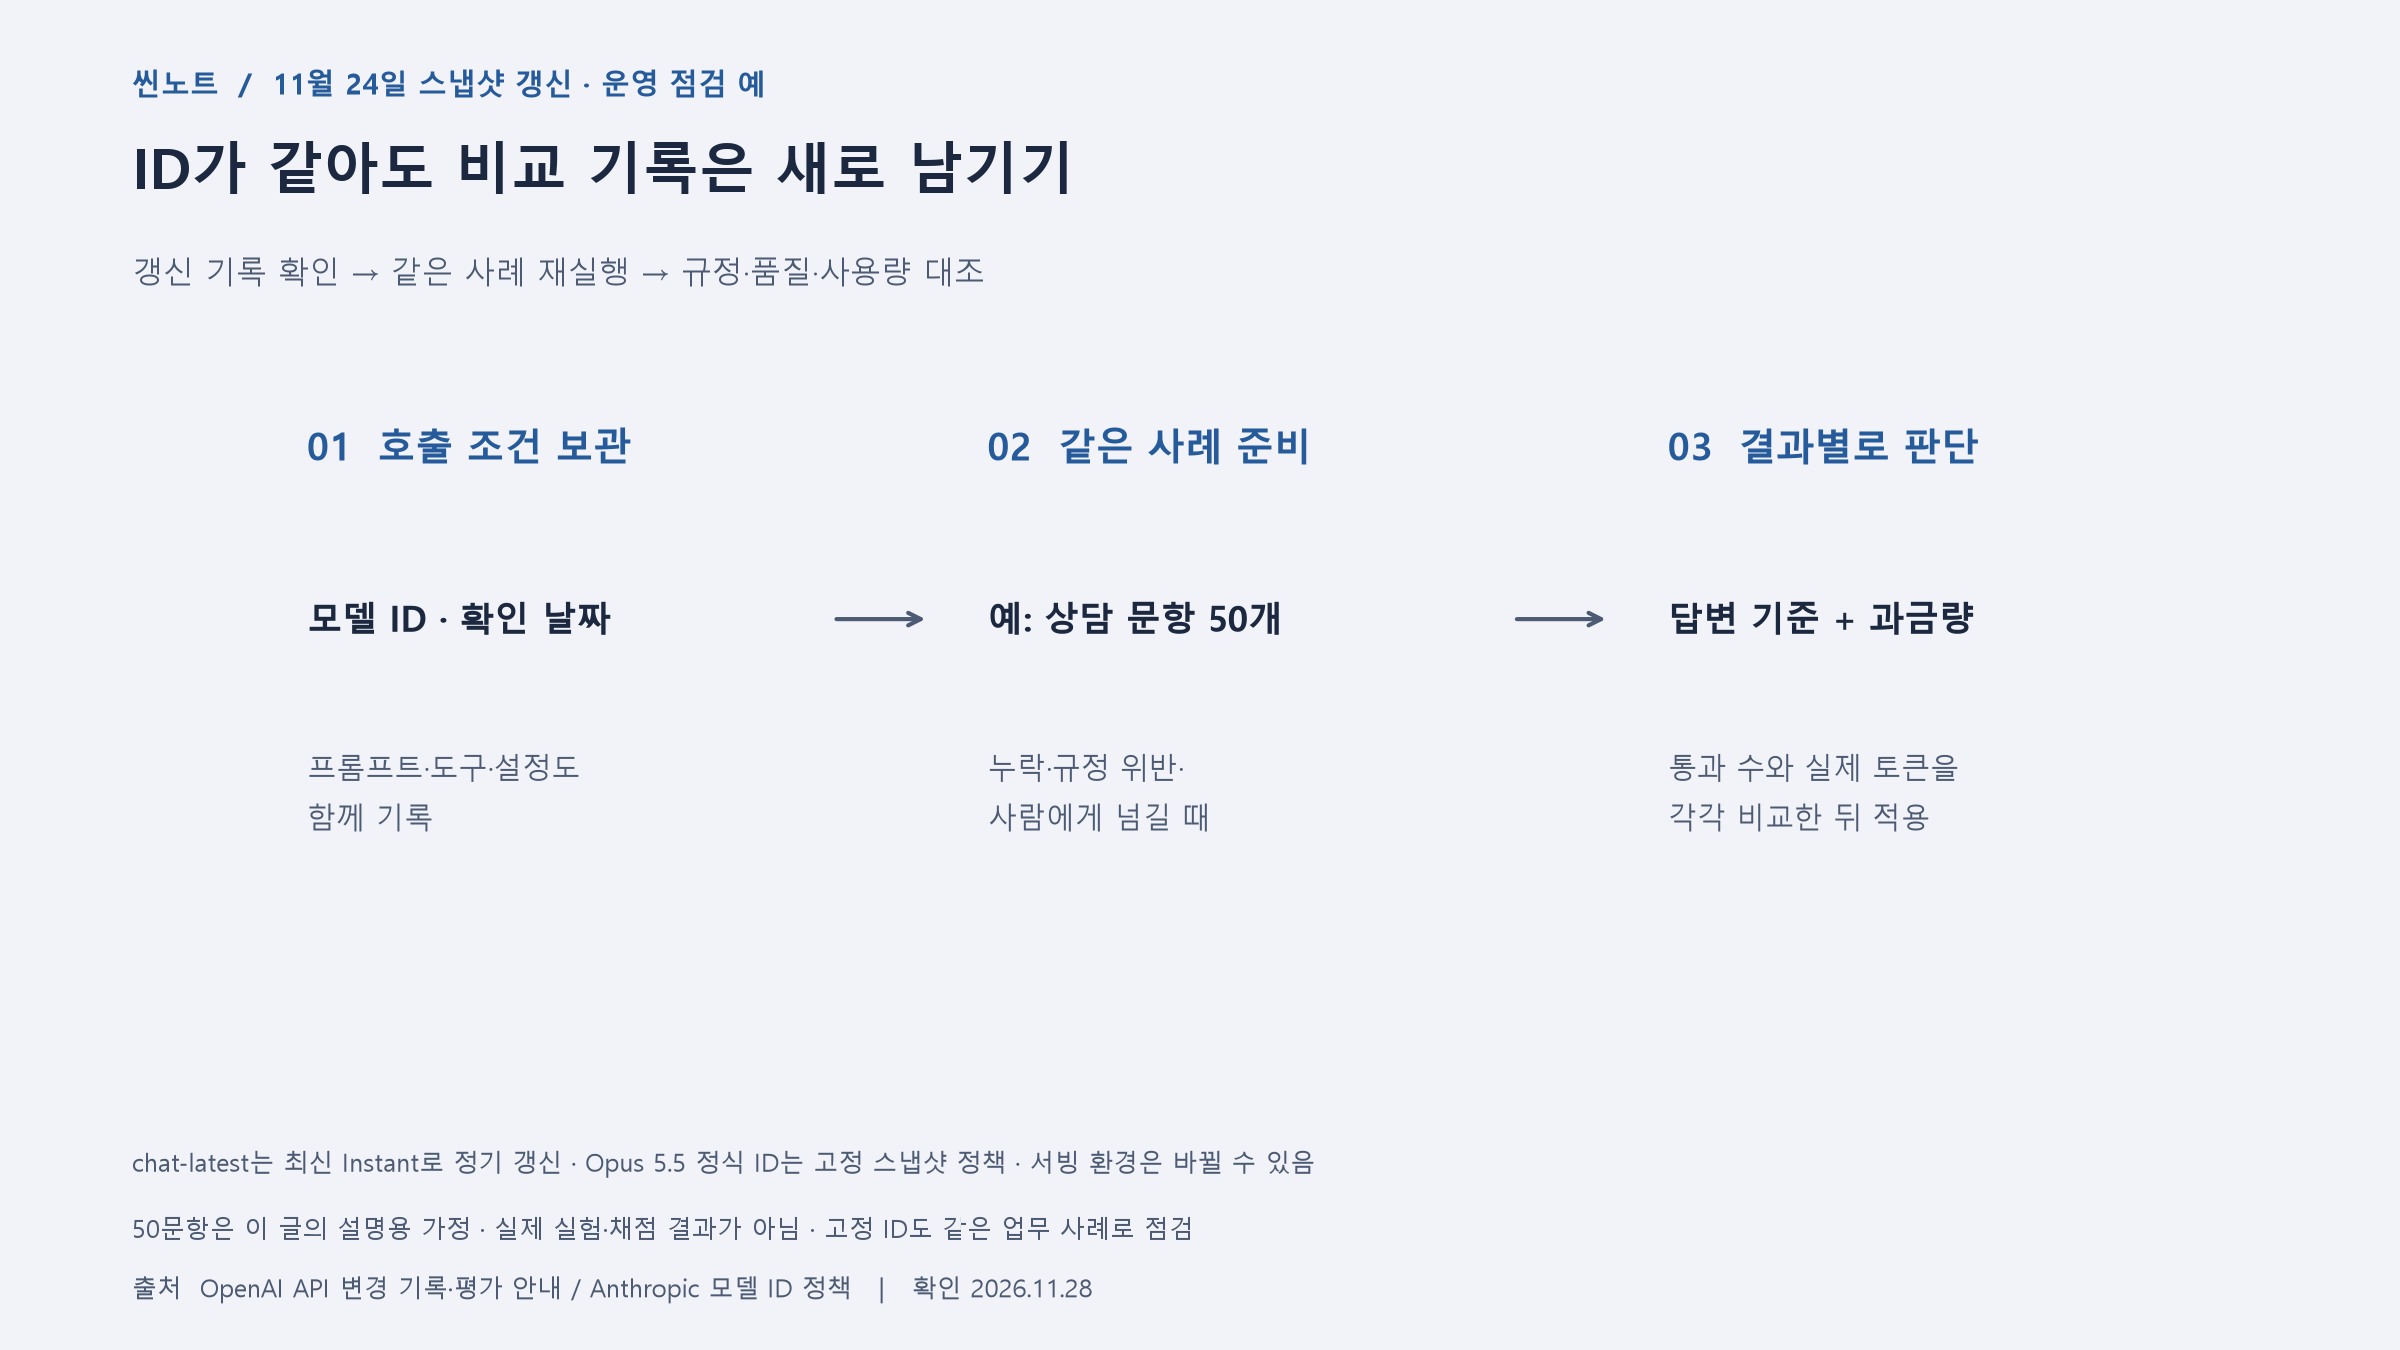 씬노트 / 11월 24일 스냅샷 갱신 · 운영 점검 예
ID가 같아도 비교 기록은 새로 남기기
갱신 기록 확인 → 같은 사례 재실행 → 규정·품질·사용량 대조
01 호출 조건 보관
모델 ID · 확인 날짜
프롬프트·도구·설정도
함께 기록
02 같은 사례 준비
예: 상담 문항 50개
누락·규정 위반·
사람에게 넘길 때
03 결과별로 판단
답변 기준 + 과금량
통과 수와 실제 토큰을
각각 비교한 뒤 적용
chat-latest는 최신 Instant로 정기 갱신 · Opus 5.5 정식 ID는 고정 스냅샷 정책 · 서빙 환경은 바뀔 수 있음
50문항은 이 글의 설명용 가정 · 실제 실험·채점 결과가 아님 · 고정 ID도 같은 업무 사례로 점검
출처 OpenAI API 변경 기록·평가 안내 / Anthropic 모델 ID 정책 | 확인 2026.11.28